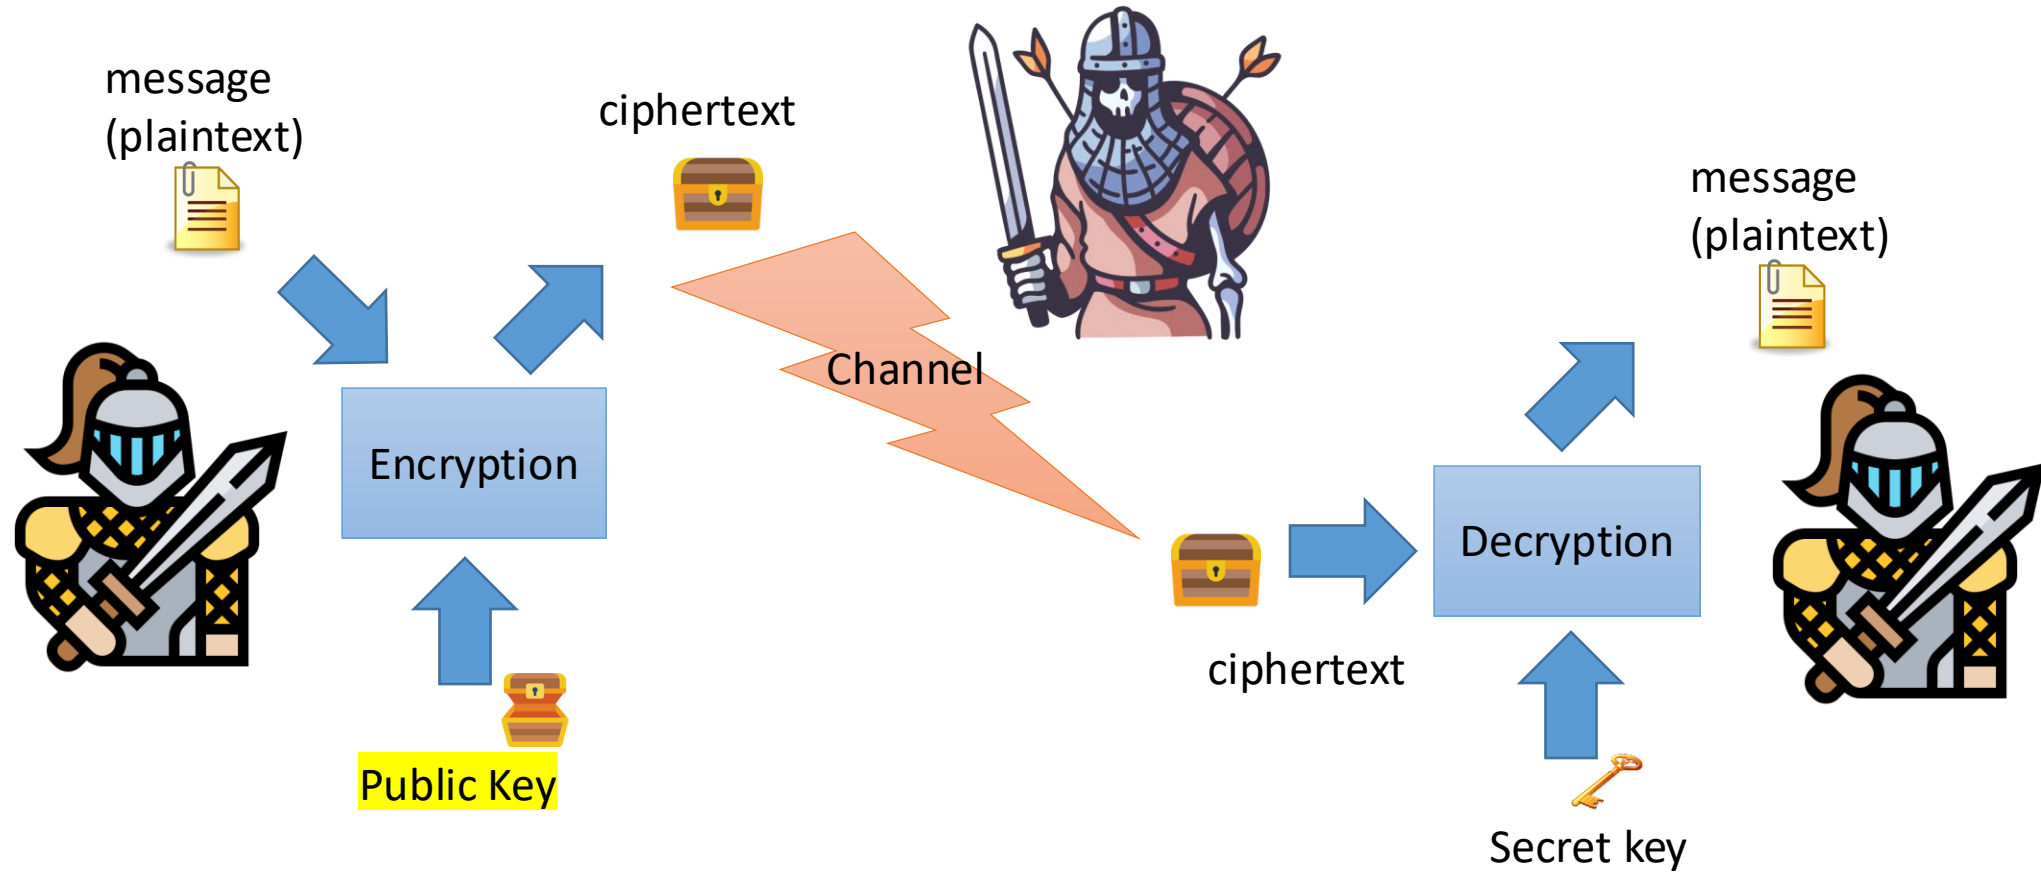 message
(plaintext)
ciphertext
message
(plaintext)
Channel
Encryption
Decryption
ciphertext
Public Key
Secret key